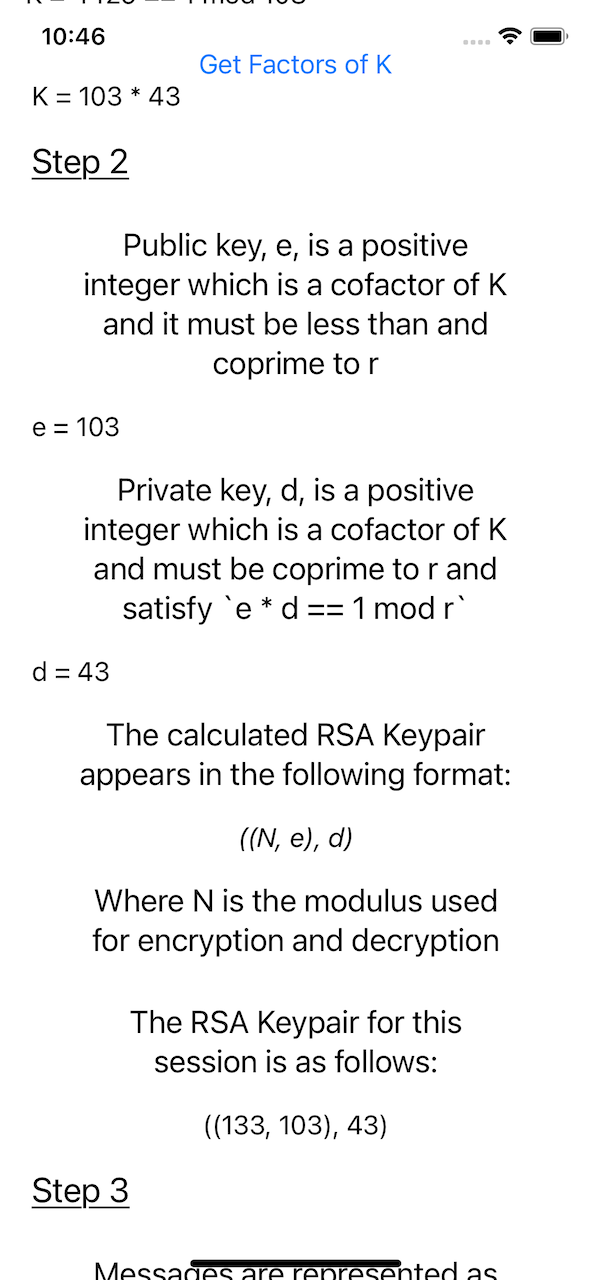 10:46
Get Factors of K
K = 103 * 43
Step 2
Public key, e, is a positive
integer which is a cofactor of K
and it must be less than and
coprime to r
e = 103
Private key, d, is a positive
integer which is a cofactor of K
and must be coprime to r and
satisfy `e * d == 1 mod r`
d = 43
The calculated RSA Keypair
appears in the following format:
((N, e), d)
Where N is the modulus used
for encryption and decryption
The RSA Keypair for this
session is as follows:
((133, 103), 43)
Step 3
Messages are represented as